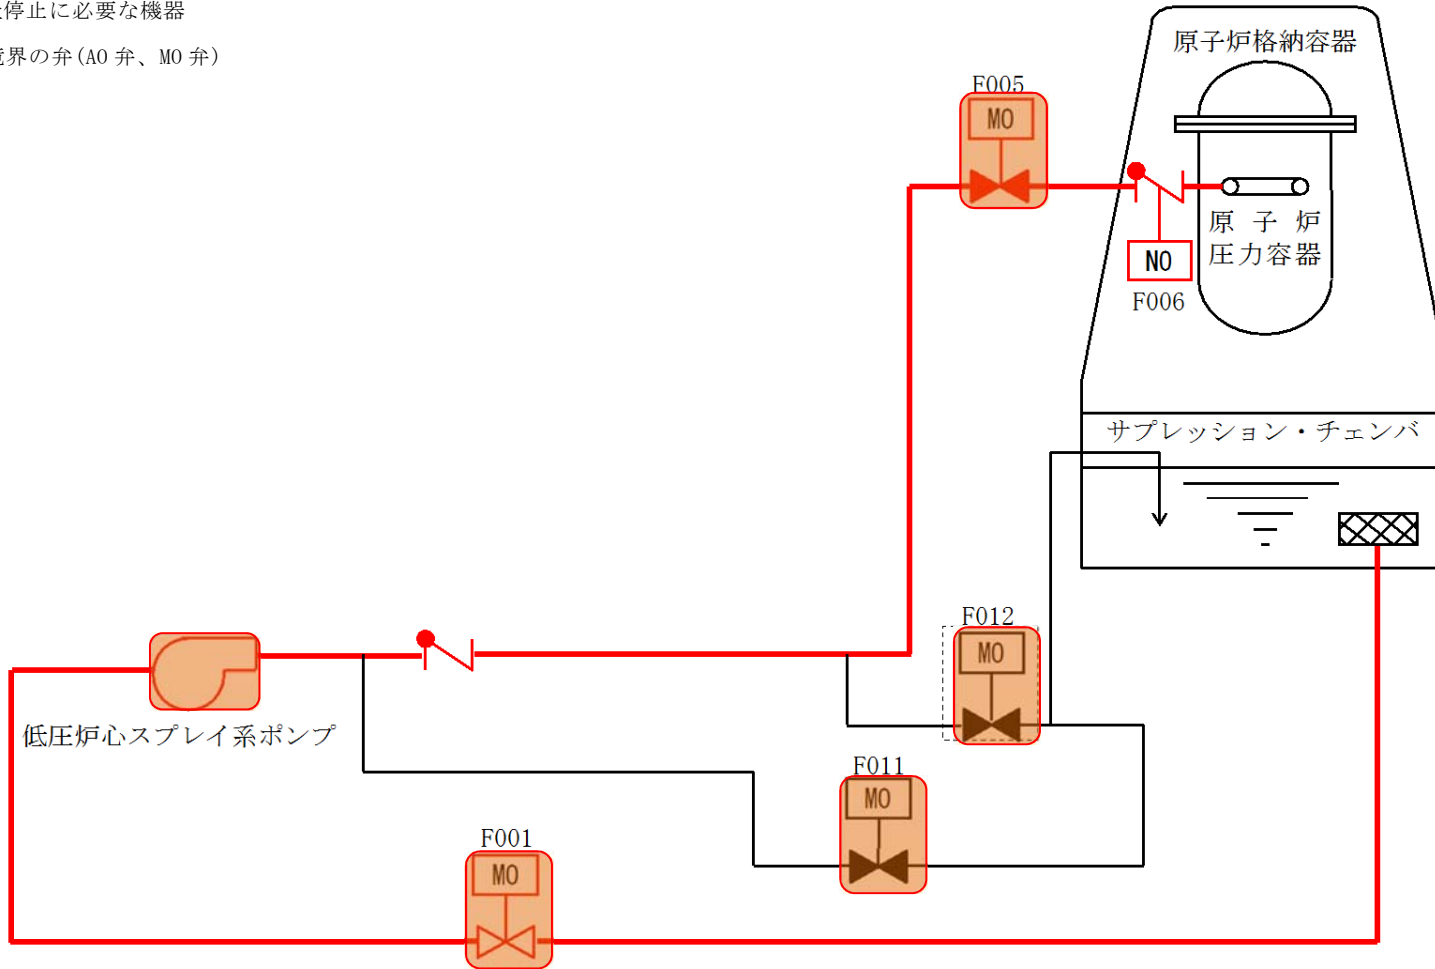 停止に必要な機器
界の弁(AO弁、MO弁)
原子炉格納容器
F005
MO
原子炉
圧力容器
NO
F006
サプレッション・チェンバ
F012
MO
低圧炉心スプレイ系ポンプ
F011
MO
F001
MO